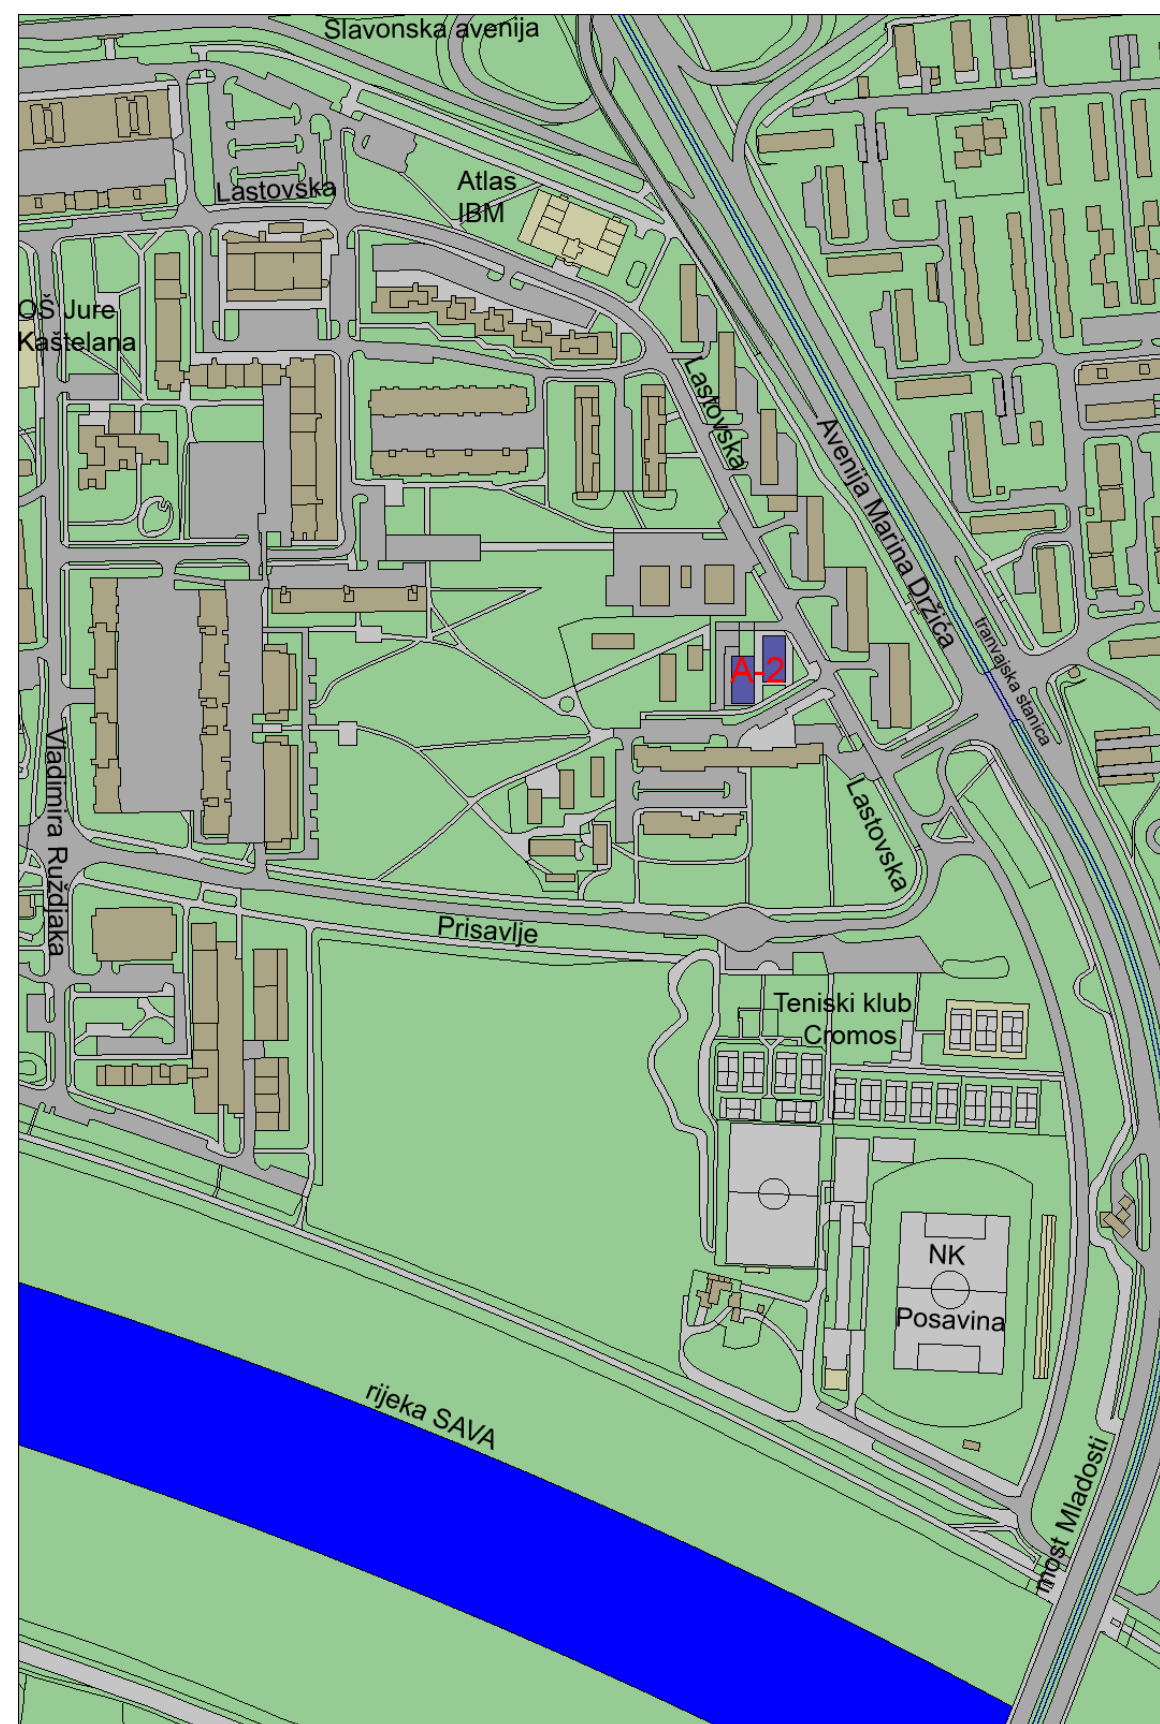 Slavonska avenija
Lastovska
Atlas
IBM
OŠ Jure
Kaštelana
Lastovska
Avenija Marina Držića
tranvajska stanica
A-2
Vladimira Ruždjaka
Lastovska
Prisavlje
Teniski klub
Cromos
NK
Posavina
rijeka SAVA
most Mladosti